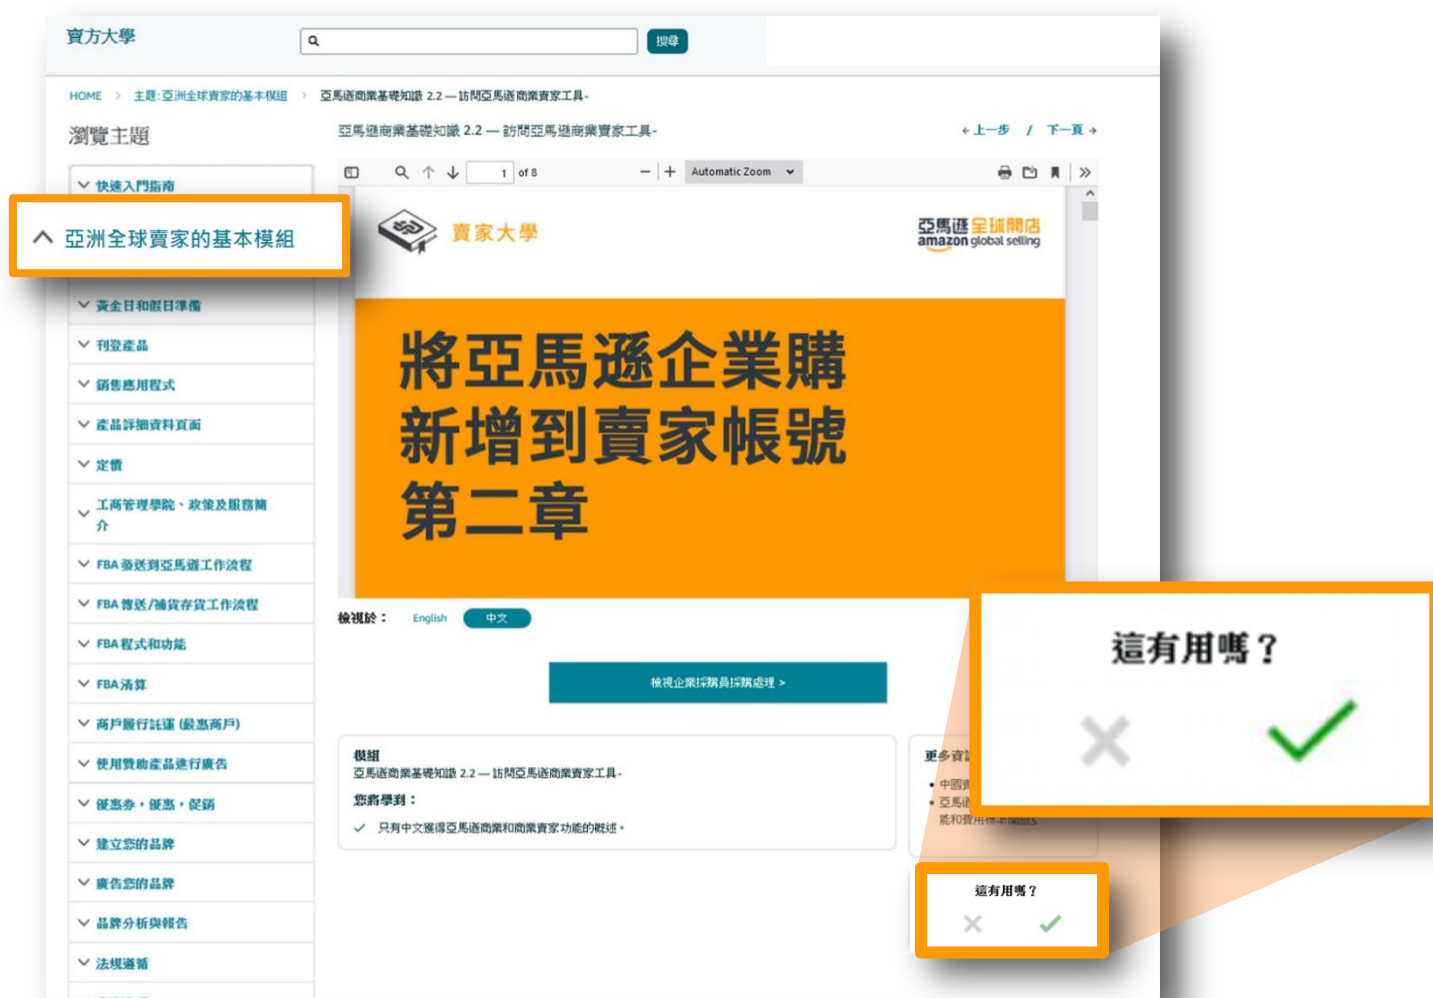 賣方大學
搜尋
HOME > 主題:亞洲全球賣家的基本模組 > 亞馬遜商業基礎知識 2.2 — 訪問亞馬遜商業賣家工具-
瀏覽主題
快速入門指南
亞洲全球賣家的基本模組
黃金日和假日準備
刊登產品
銷售應用程式
產品詳細資料頁面
定價
工商管理學院、政策及服務簡
介
FBA 發送到亞馬遜工作流程
FBA 傳送/補貨存貨工作流程
FBA 程式和功能
FBA 清算
商戶履行託運 (最惠商戶)
使用贊助產品進行廣告
優惠券，優惠，促銷
建立您的品牌
廣告您的品牌
品牌分析與報告
法規遵循
亞馬遜商業基礎知識 2.2 — 訪問亞馬遜商業賣家工具-
←上一步 / 下一頁→
1 of 8
Automatic Zoom
賣家大學
亞馬遜全球開店
amazon global selling
將亞馬遜企業購
新增到賣家帳號
第二章
檢視於： English 中文
檢視企業採購員採購處理 >
模組
亞馬遜商業基礎知識 2.2 — 訪問亞馬遜商業賣家工具-
您將學到：
只有中文獲得亞馬遜商業和商業賣家功能的概述。
更多資
中國
亞馬
能和費用
這有用嗎？
這有用嗎？